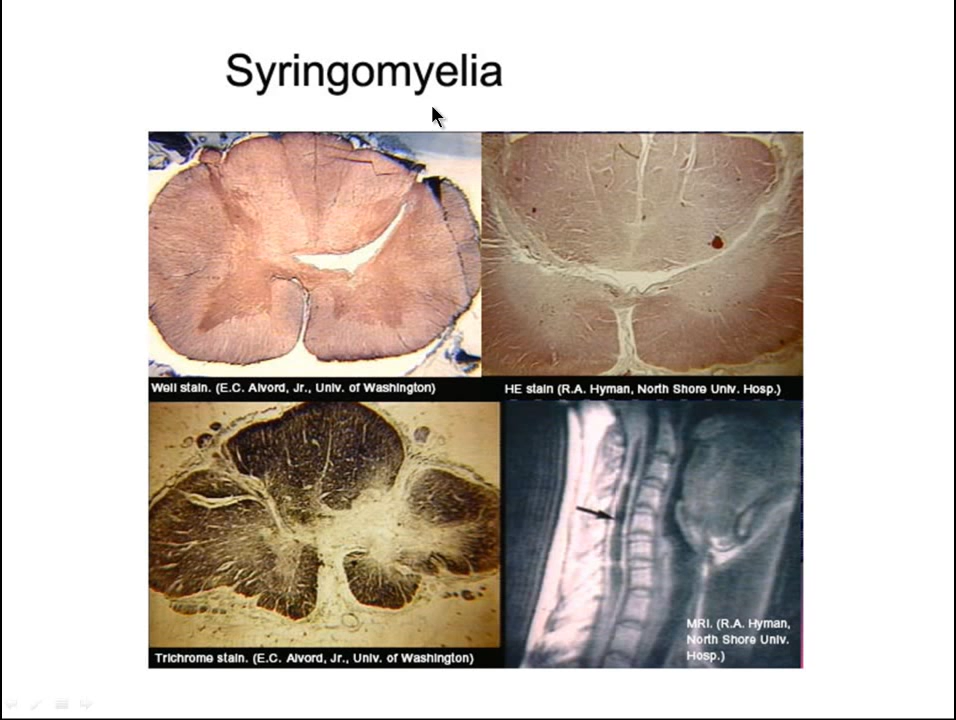 Syringomyelia
Weil stain. (E.C. Alvord, Jr., Univ. of Washington)
HE stain (R.A. Hyman, North Shore Univ. Hosp.)
Trichrome stain. (E.C. Alvord, Jr., Univ. of Washington)
MRI. (R.A. Hyman,
North Shore Univ.
Hosp.)